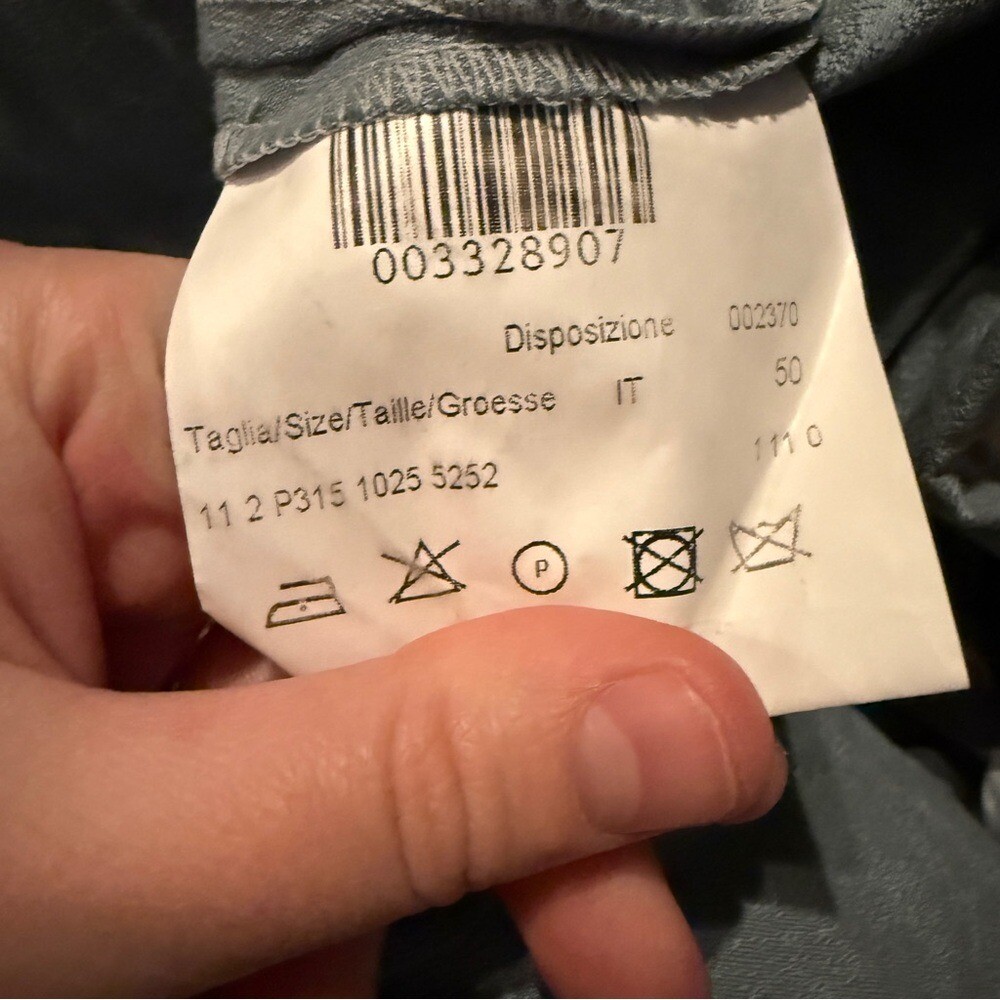 003328907
Disposizione 002370
Taglia/Size/Taille/Groesse IT 50
11 2 P315 1025 5252 111 0
P